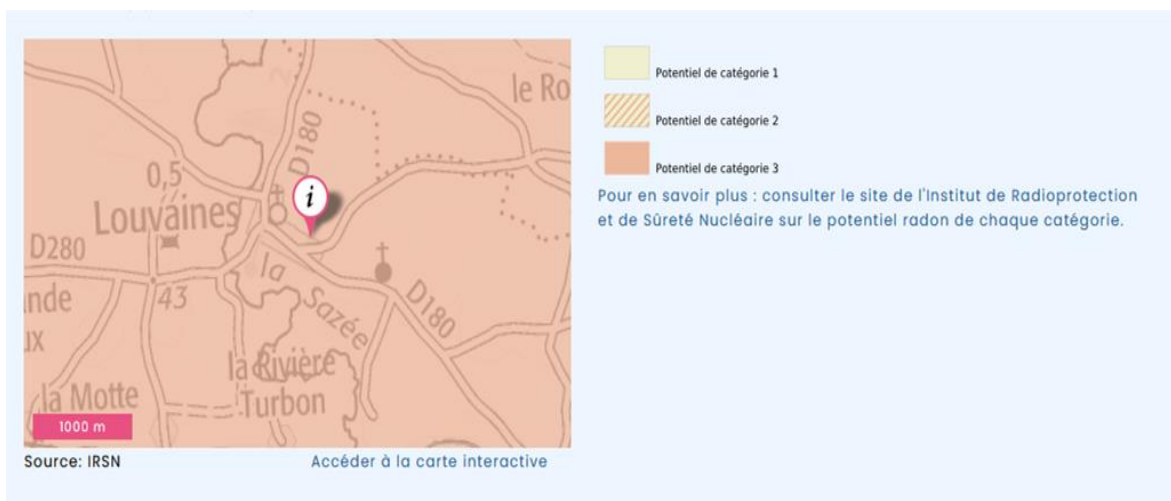 le Ro
D180
0,5
Louvaines
D280
la Sazée
43
D180
la Rivière
Turbon
la Motte
1000 m
Source: IRSN
Accéder à la carte interactive
Potentiel de catégorie 1
Potentiel de catégorie 2
Potentiel de catégorie 3
Pour en savoir plus : consulter le site de l'Institut de Radioprotection
et de Sûreté Nucléaire sur le potentiel radon de chaque catégorie.